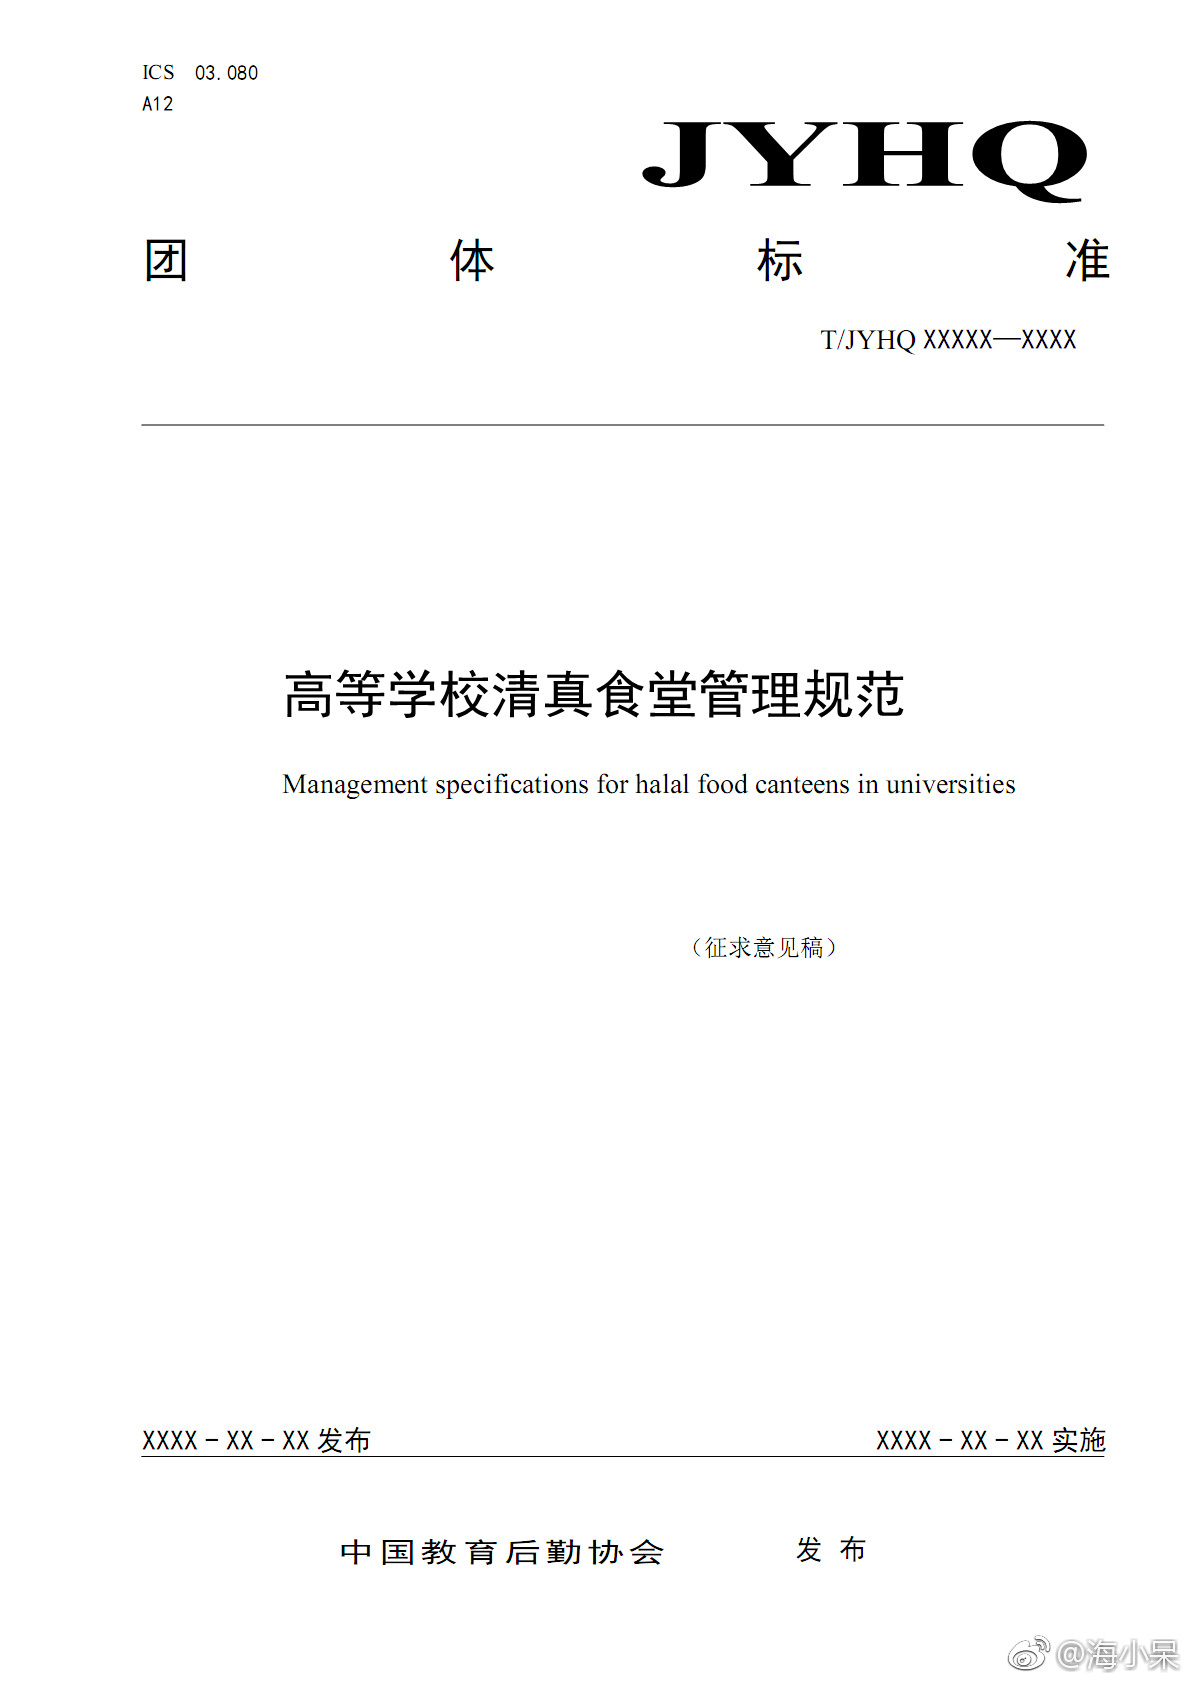 ICS 03.080
A12
JYHQ
团体标准
T/JYHQ XXXXX—XXXX
高等学校清真食堂管理规范
Management specifications for halal food canteens in universities
（征求意见稿）
XXXX-XX-XX 发布
XXXX-XX-XX 实施
中国教育后勤协会 发布
@海小呆